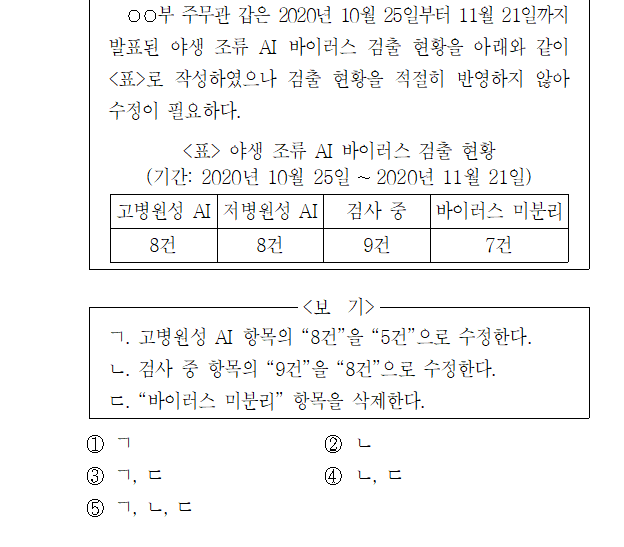 ○○부 주무관 갑은 2020년 10월 25일부터 11월 21일까지
발표된 야생 조류 AI 바이러스 검출 현황을 아래와 같이
<표>로 작성하였으나 검출 현황을 적절히 반영하지 않아
수정이 필요하다.
<표> 야생 조류 AI 바이러스 검출 현황
(기간: 2020년 10월 25일 ~ 2020년 11월 21일)
고병원성 AI 저병원성 AI 검사 중 바이러스 미분리
8건 8건 9건 7건
<보 기>
ㄱ. 고병원성 AI 항목의 “8건”을 “5건”으로 수정한다.
ㄴ. 검사 중 항목의 “9건”을 “8건”으로 수정한다.
ㄷ. “바이러스 미분리” 항목을 삭제한다.
① ㄱ ② ㄴ
③ ㄱ, ㄷ ④ ㄴ, ㄷ
⑤ ㄱ, ㄴ, ㄷ